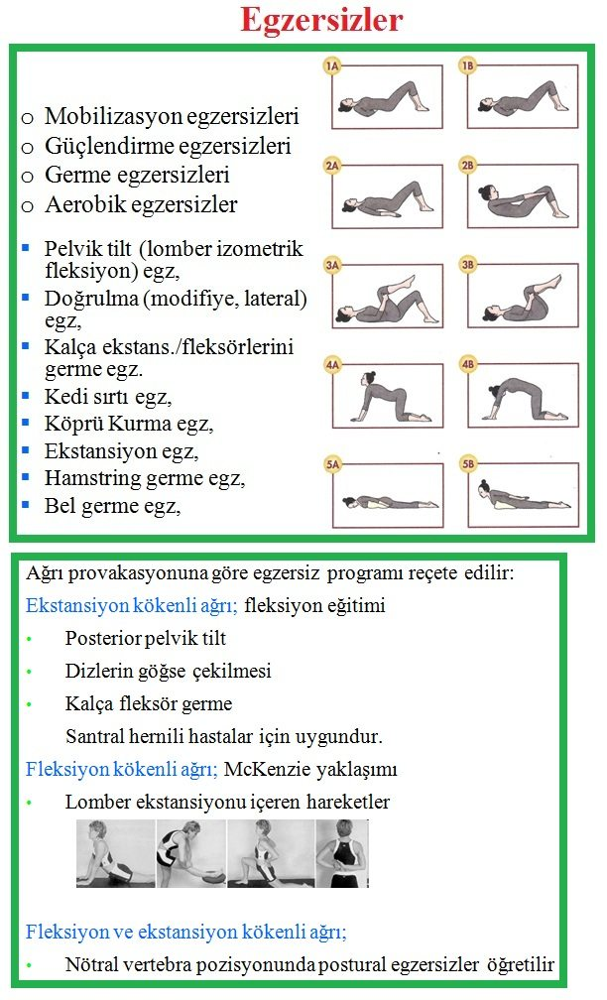 Egzersizler
o Mobilizasyon egzersizleri
o Güçlendirme egzersizleri
o Germe egzersizleri
o Aerobik egzersizler
▪ Pelvik tilt (lomber izometrik
fleksiyon) egz,
▪ Doğrulma (modifiye, lateral)
egz,
▪ Kalça ekstans./fleksörlerini
germe egz.
▪ Kedi sırtı egz,
▪ Köprü Kurma egz,
▪ Ekstansiyon egz,
▪ Hamstring germe egz,
▪ Bel germe egz,
1A 1B
2A 2B
3A 3B
4A 4B
5A 5B
Ağrı provakasyonuna göre egzersiz programı reçete edilir:
Ekstansiyon kökenli ağrı; fleksiyon eğitimi
• Posterior pelvik tilt
• Dizlerin göğse çekilmesi
• Kalça fleksör germe
Santral hernili hastalar için uygundur.
Fleksiyon kökenli ağrı; McKenzie yaklaşımı
• Lomber ekstansiyonu içeren hareketler
Fleksiyon ve ekstansiyon kökenli ağrı;
• Nötral vertebra pozisyonunda postural egzersizler öğretilir